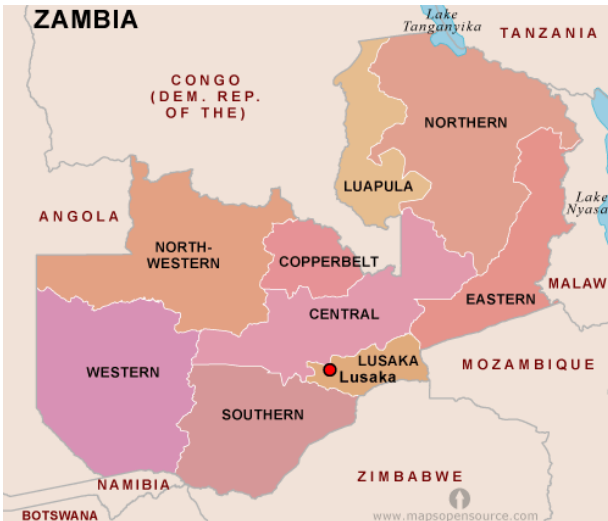 ZAMBIA
Lake
Tanganyika
TANZANIA
CONGO
(DEM. REP.
OF THE)
NORTHERN
LUAPULA
Lake
Nyasa
ANGOLA
NORTH-
WESTERN
COPPERBELT
MALAW
EASTERN
CENTRAL
LUSAKA
Lusaka
MOZAMBIQUE
WESTERN
SOUTHERN
ZIMBABWE
NAMIBIA
BOTSWANA
www.mapsopensource.com